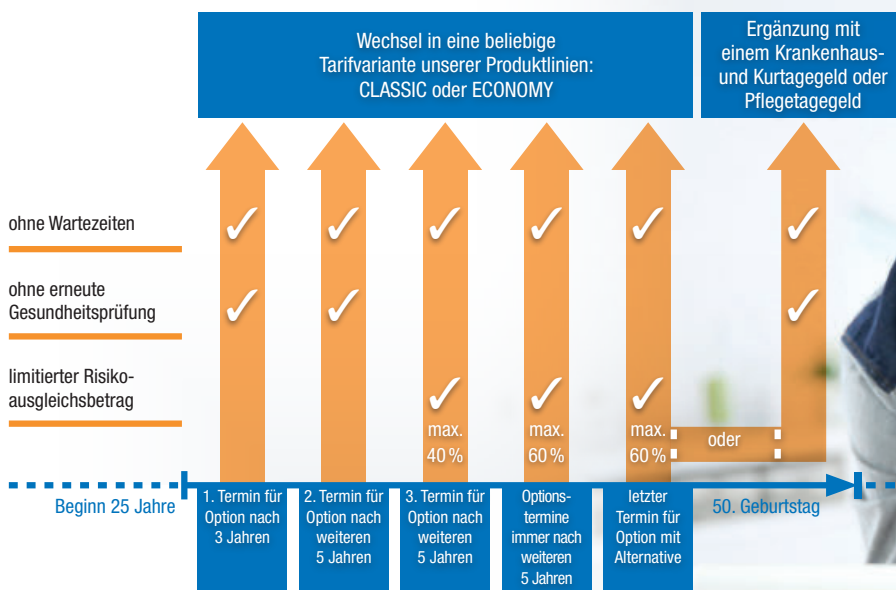 Wechsel in eine beliebige
Tarifvariante unserer Produktlinien:
CLASSIC oder ECONOMY
Ergänzung mit
einem Krankenhaus-
und Kurtagegeld oder
Pflegetagegeld
ohne Wartezeiten
ohne erneute
Gesundheitsprüfung
limitierter Risiko-
ausgleichsbetrag
max.
40 %
max.
60 %
max.
60 %
oder
Beginn 25 Jahre
1. Termin für
Option nach
3 Jahren
2. Termin für
Option nach
weiteren
5 Jahren
3. Termin für
Option nach
weiteren
5 Jahren
Options-
termine
immer nach
weiteren
5 Jahren
letzter
Termin für
Option mit
Alternative
50. Geburtstag